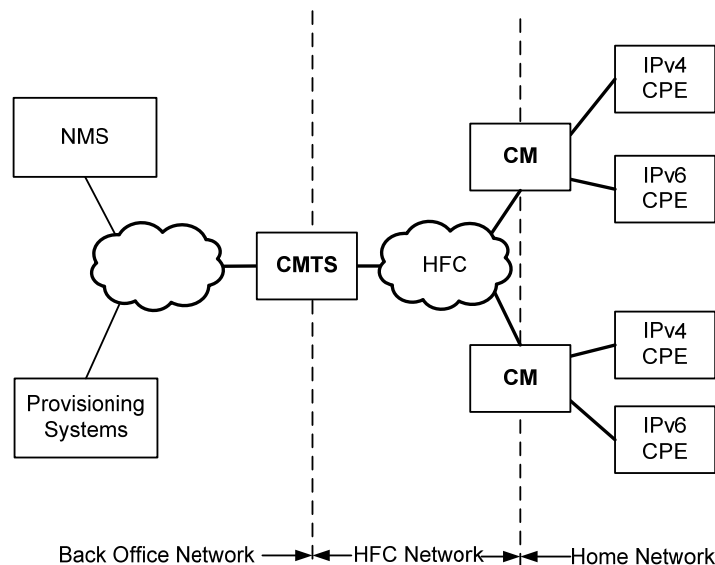 IPv4
CPE
NMS
CM
IPv6
CPE
CMTS
HFC
IPv4
CPE
CM
Provisioning
Systems
IPv6
CPE
Back Office Network
HFC Network
Home Network